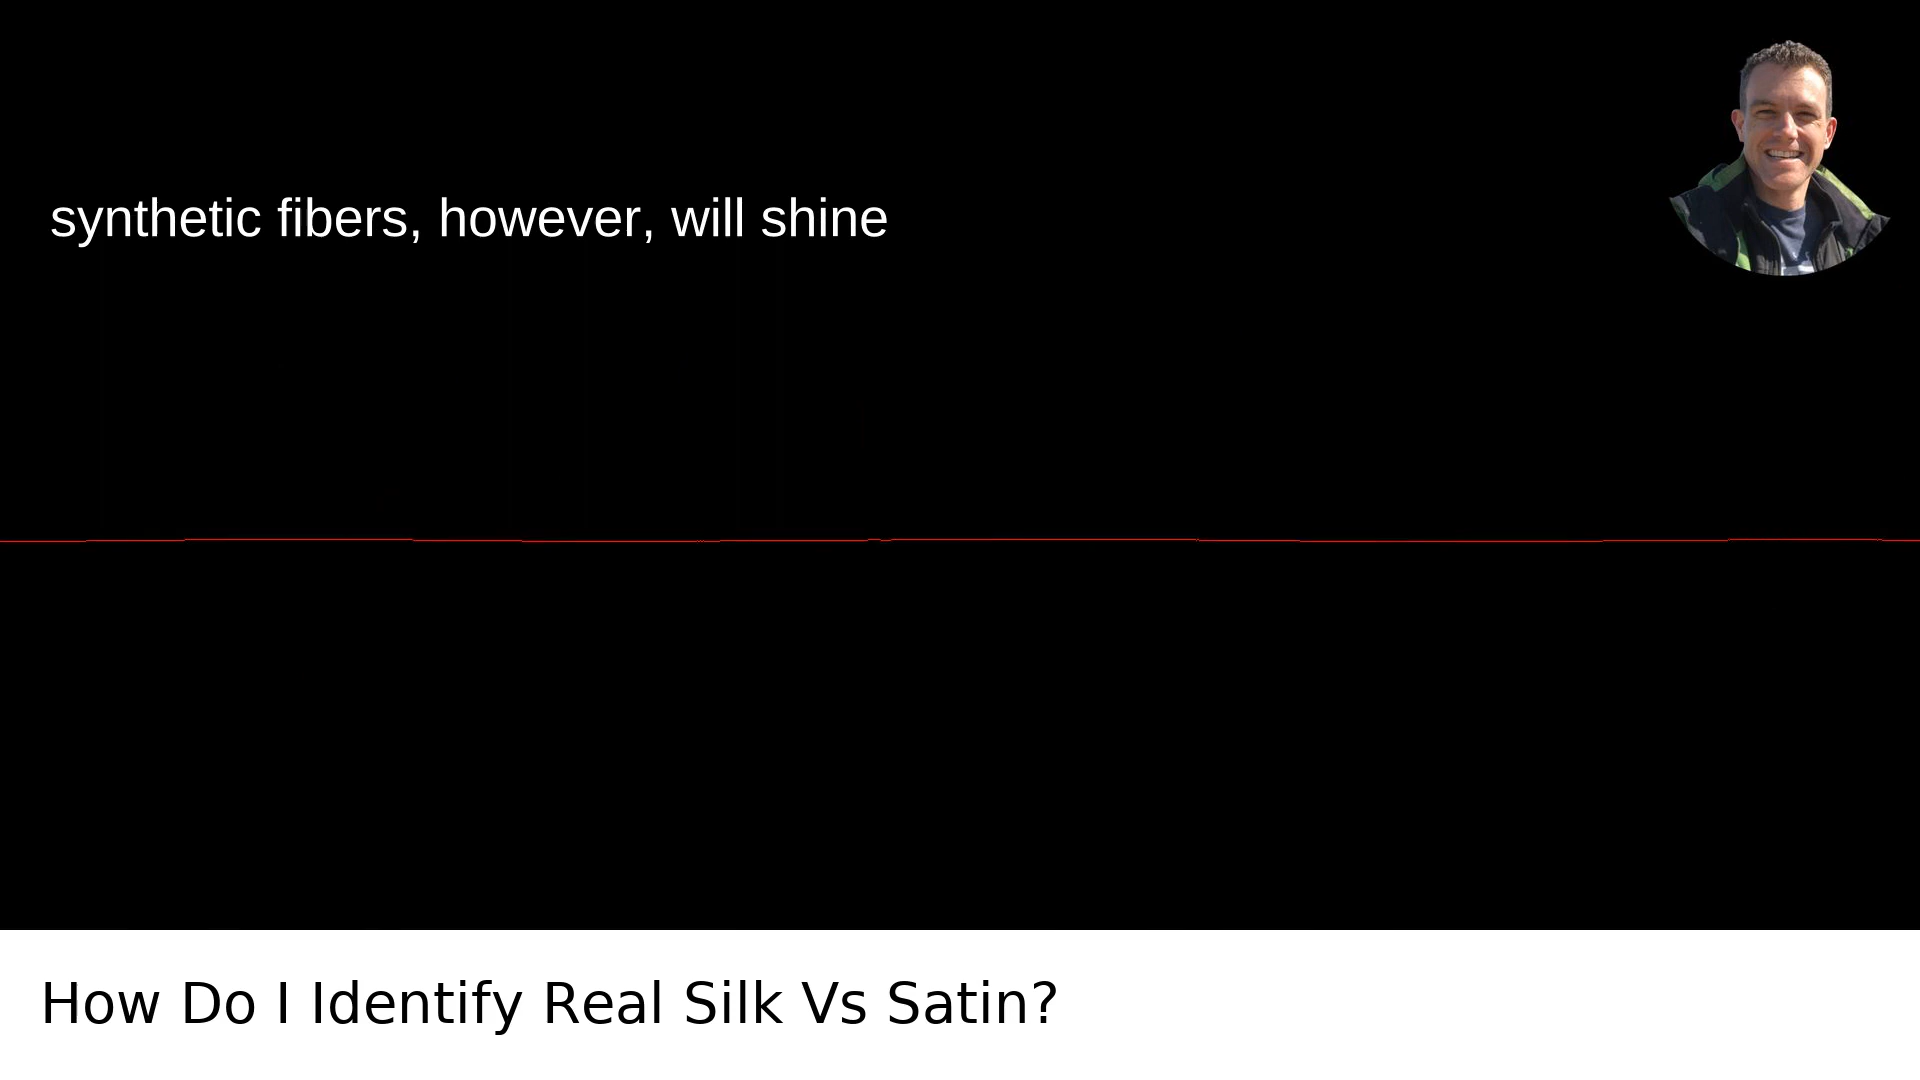 synthetic fibers, however, will shine
How Do I Identify Real Silk Vs Satin?